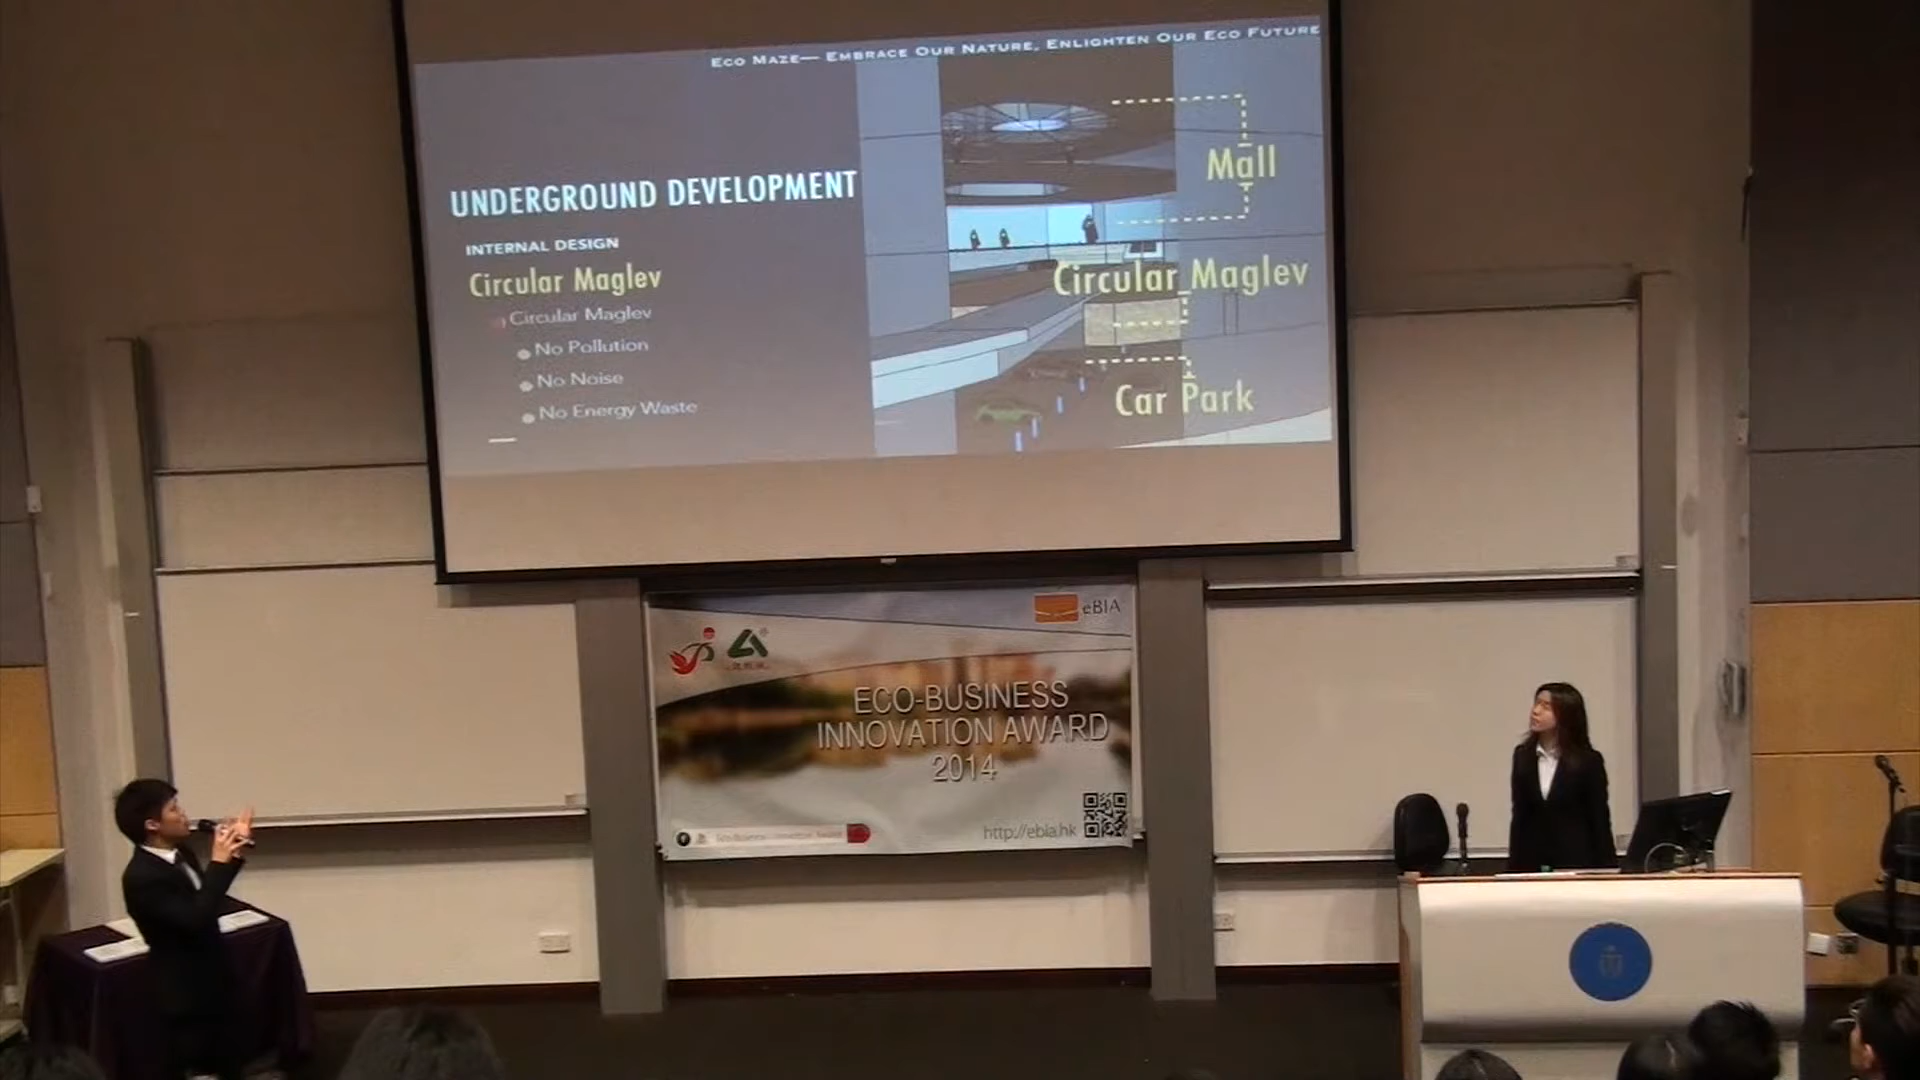 ECO MAZE— EMBRACE OUR NATURE, ENLIGHTEN OUR ECO FUTURE
UNDERGROUND DEVELOPMENT
INTERNAL DESIGN
Circular Maglev
Circular Maglev
No Pollution
No Noise
No Energy Waste
Mall
Circular Maglev
Car Park
eBIA
ECO-BUSINESS
INNOVATION AWARD
2014
http://ebia.hk